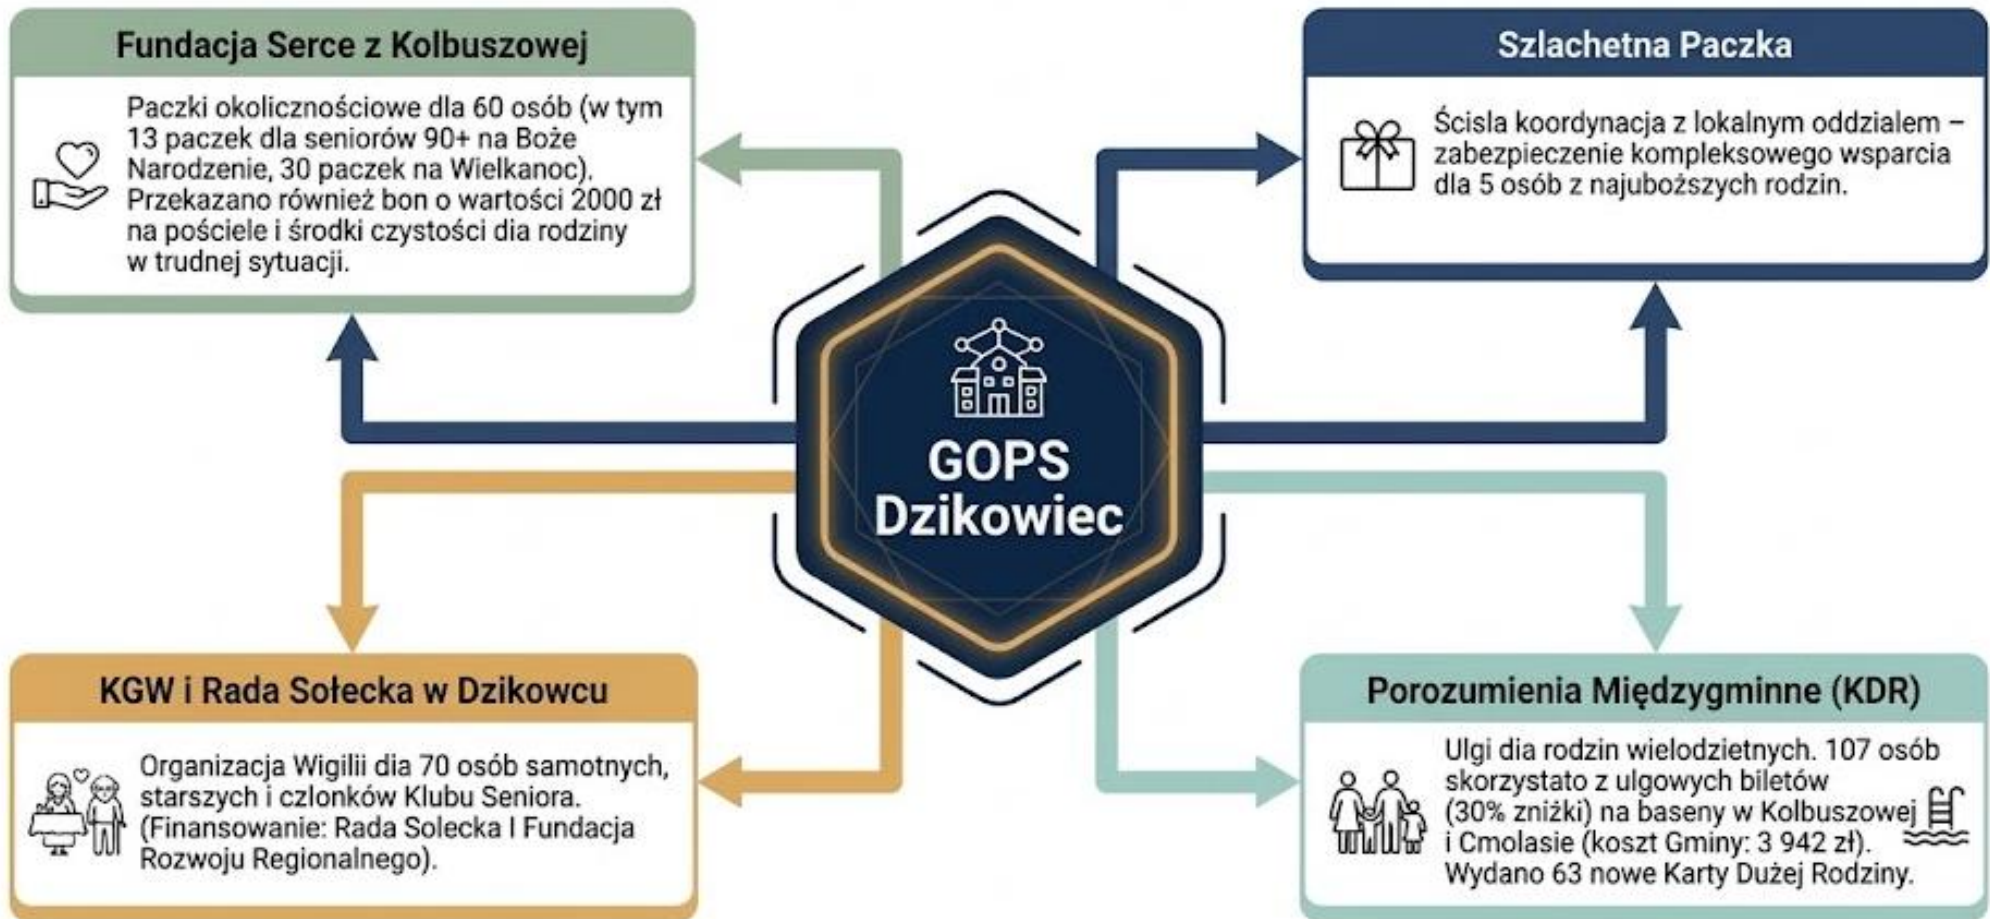 Fundacja Serce z Kolbuszowej
Paczki okolicznościowe dla 60 osób (w tym
13 paczek dla seniorów 90+ na Boże
Narodzenie, 30 paczek na Wielkanoc).
Przekazano również bon o wartości 2000 zł
na pościele i środki czystości dia rodziny
w trudnej sytuacji.
Szlachetna Paczka
Ścisla koordynacja z lokalnym oddzialem –
zabezpieczenie kompleksowego wsparcia
dla 5 osób z najuboższych rodzin.
GOPS
Dzikowiec
KGW i Rada Sołecka w Dzikowcu
Organizacja Wigilii dia 70 osób samotnych,
starszych i członków Klubu Seniora.
(Finansowanie: Rada Solecka I Fundacja
Rozwoju Regionalnego).
Porozumienia Międzygminne (KDR)
Ulgi dia rodzin wielodzietnych. 107 osób
skorzystato z ulgowych biletów
(30% zniżki) na baseny w Kolbuszowej
i Cmolasie (koszt Gminy: 3 942 zł).
Wydano 63 nowe Karty Dużej Rodziny.